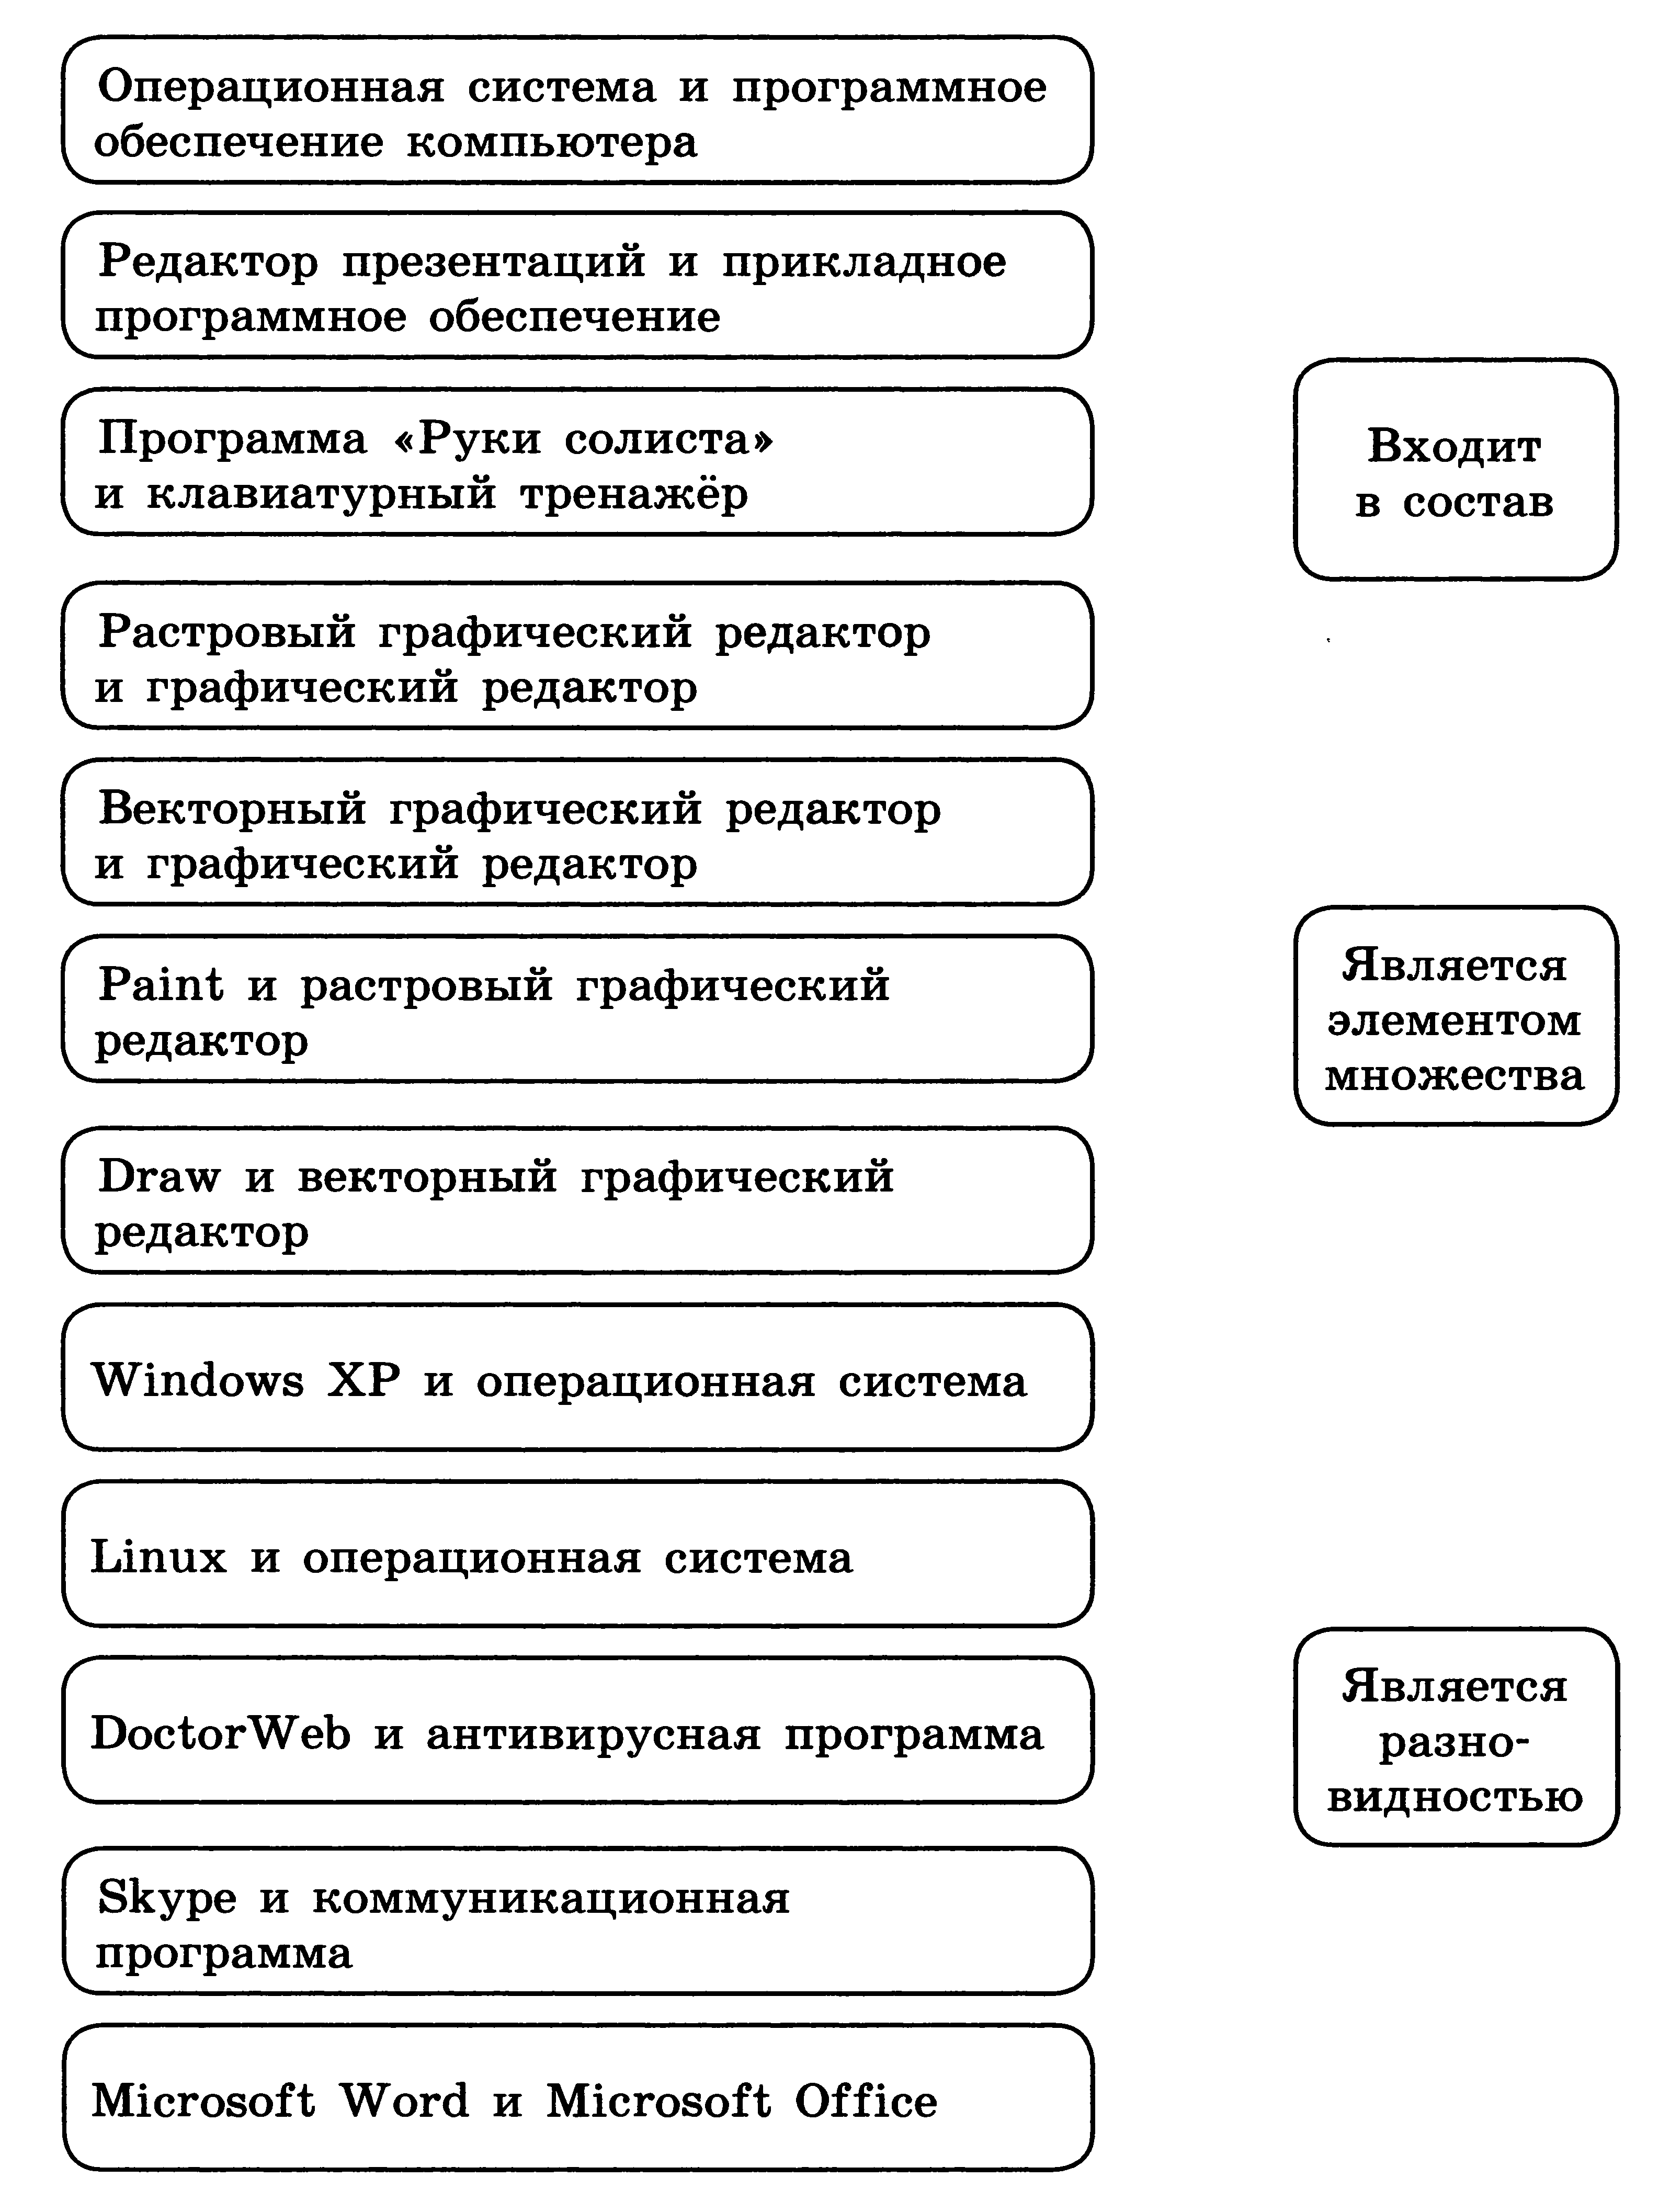 Операционная система и программное
обеспечение компьютера
Редактор презентаций и прикладное
программное обеспечение
Программа «Руки солиста»
и клавиатурный тренажёр
Растровый графический редактор
и графический редактор
Векторный графический редактор
и графический редактор
Paint и растровый графический
редактор
Draw и векторный графический
редактор
Windows XP и операционная система
Linux и операционная система
DoctorWeb и антивирусная программа
Skype и коммуникационная
программа
Microsoft Word и Microsoft Office
Входит
в состав
Является
элементом
множества
Является
разно-
видностью